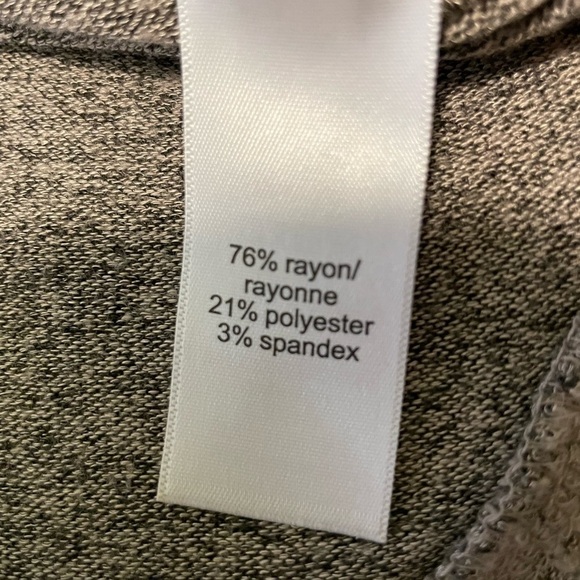 76% rayon/
rayonne
21% polyester
3% spandex